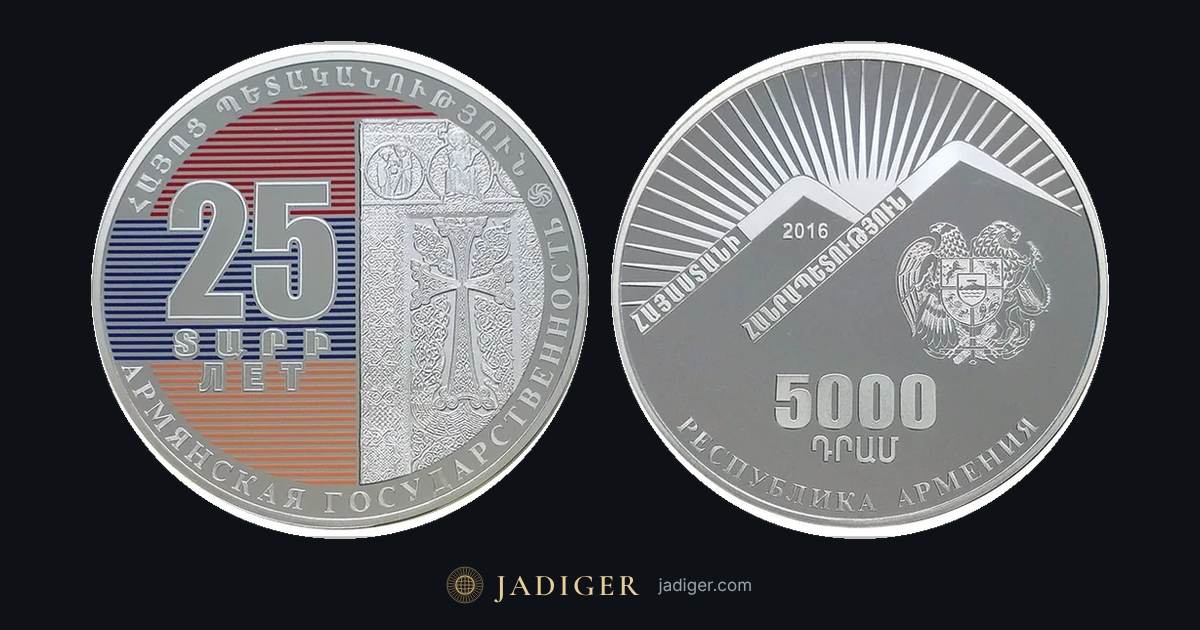 ՀԱՅՈՑ ՊԵՏԱԿԱՆՈՒԹՅՈՒՆ
25
ՏԱՐԻ
ЛЕТ
АРМЯНСКАЯ ГОСУДАРСТВЕННОСТЬ
2016
ՀԱՅԱՍՏԱՆԻ
ՀԱՆՐԱՊԵՏՈՒԹՅՈՒՆ
5000
ԴՐԱՄ
РЕСПУБЛИКА АРМЕНИЯ
JADIGER jadiger.com